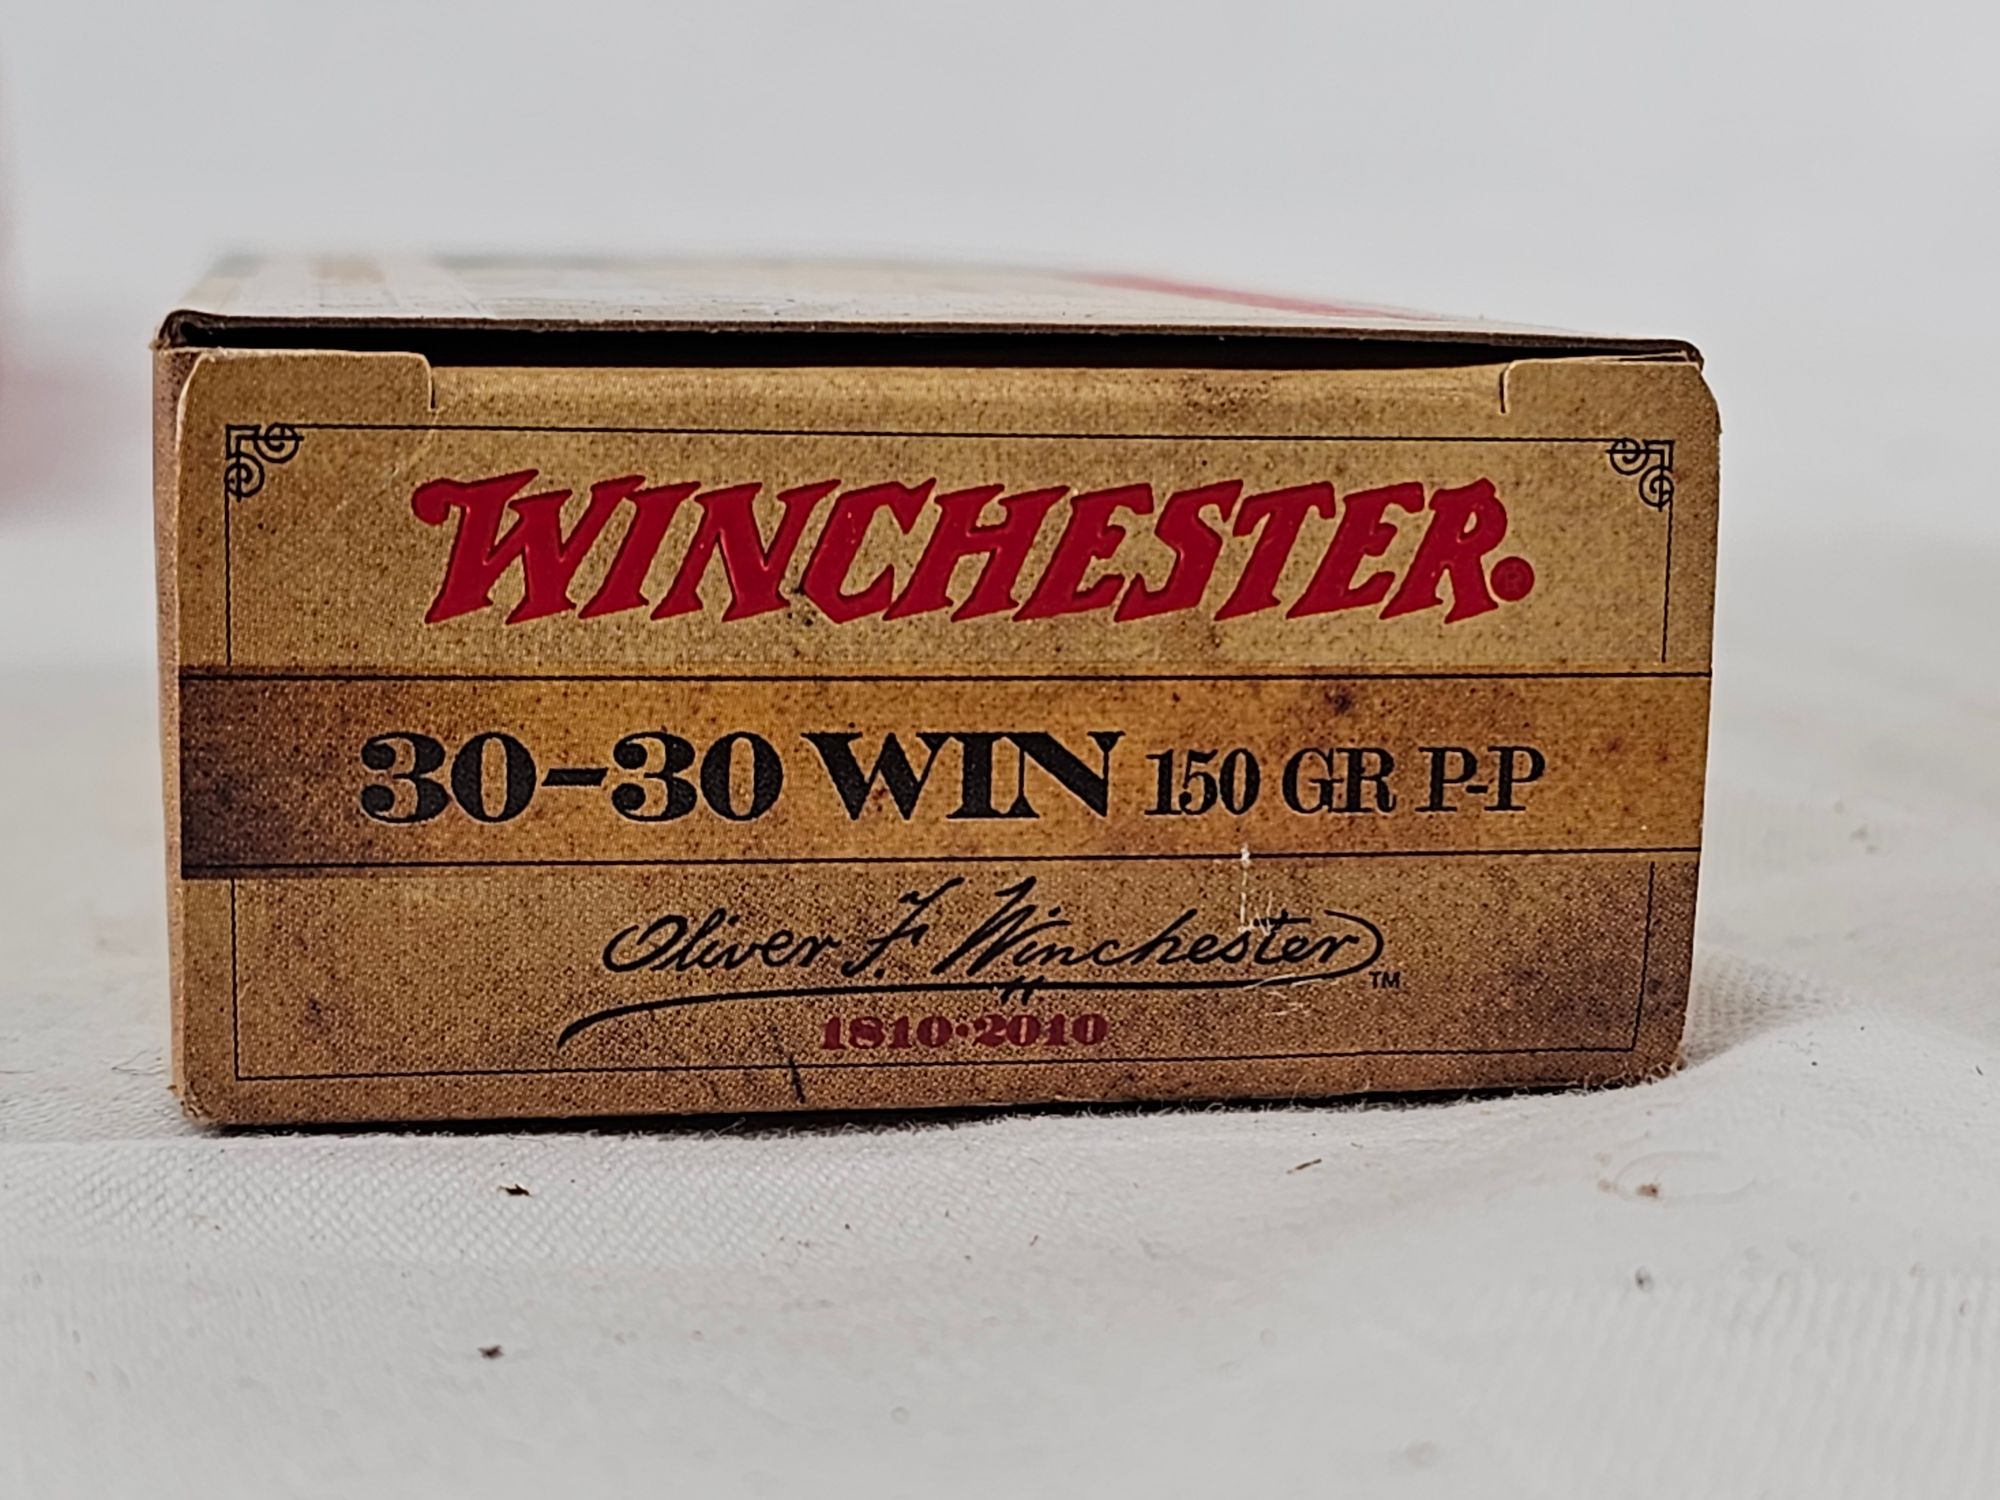 WINCHESTER®
30-30 WIN 150 GR P-P
Oliver F. Winchester™
1810•2010